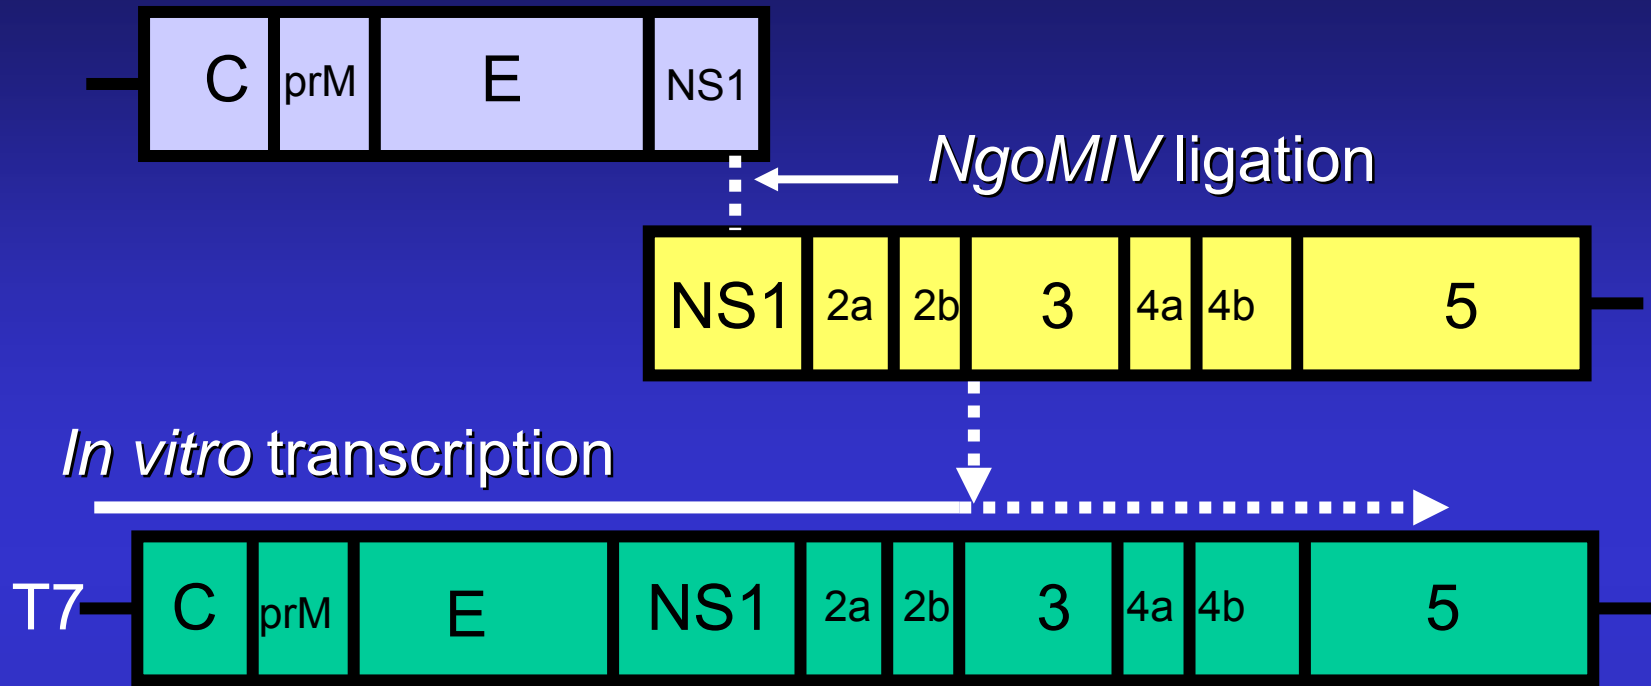 C prM E NS1
NgoMIV ligation
NS1 2a 2b 3 4a 4b 5
In vitro transcription
T7 C prM E NS1 2a 2b 3 4a 4b 5